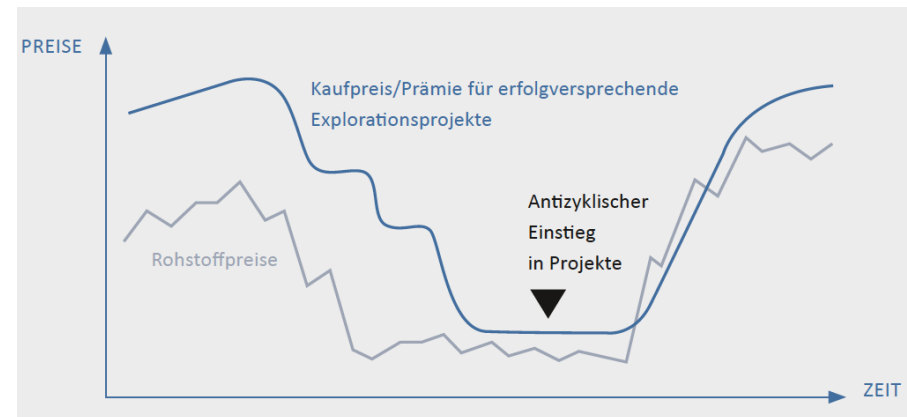 PREISE
Kaufpreis/Prämie für erfolgversprechende
Explorationsprojekte
Antizyklischer
Einstieg
in Projekte
Rohstoffpreise
ZEIT